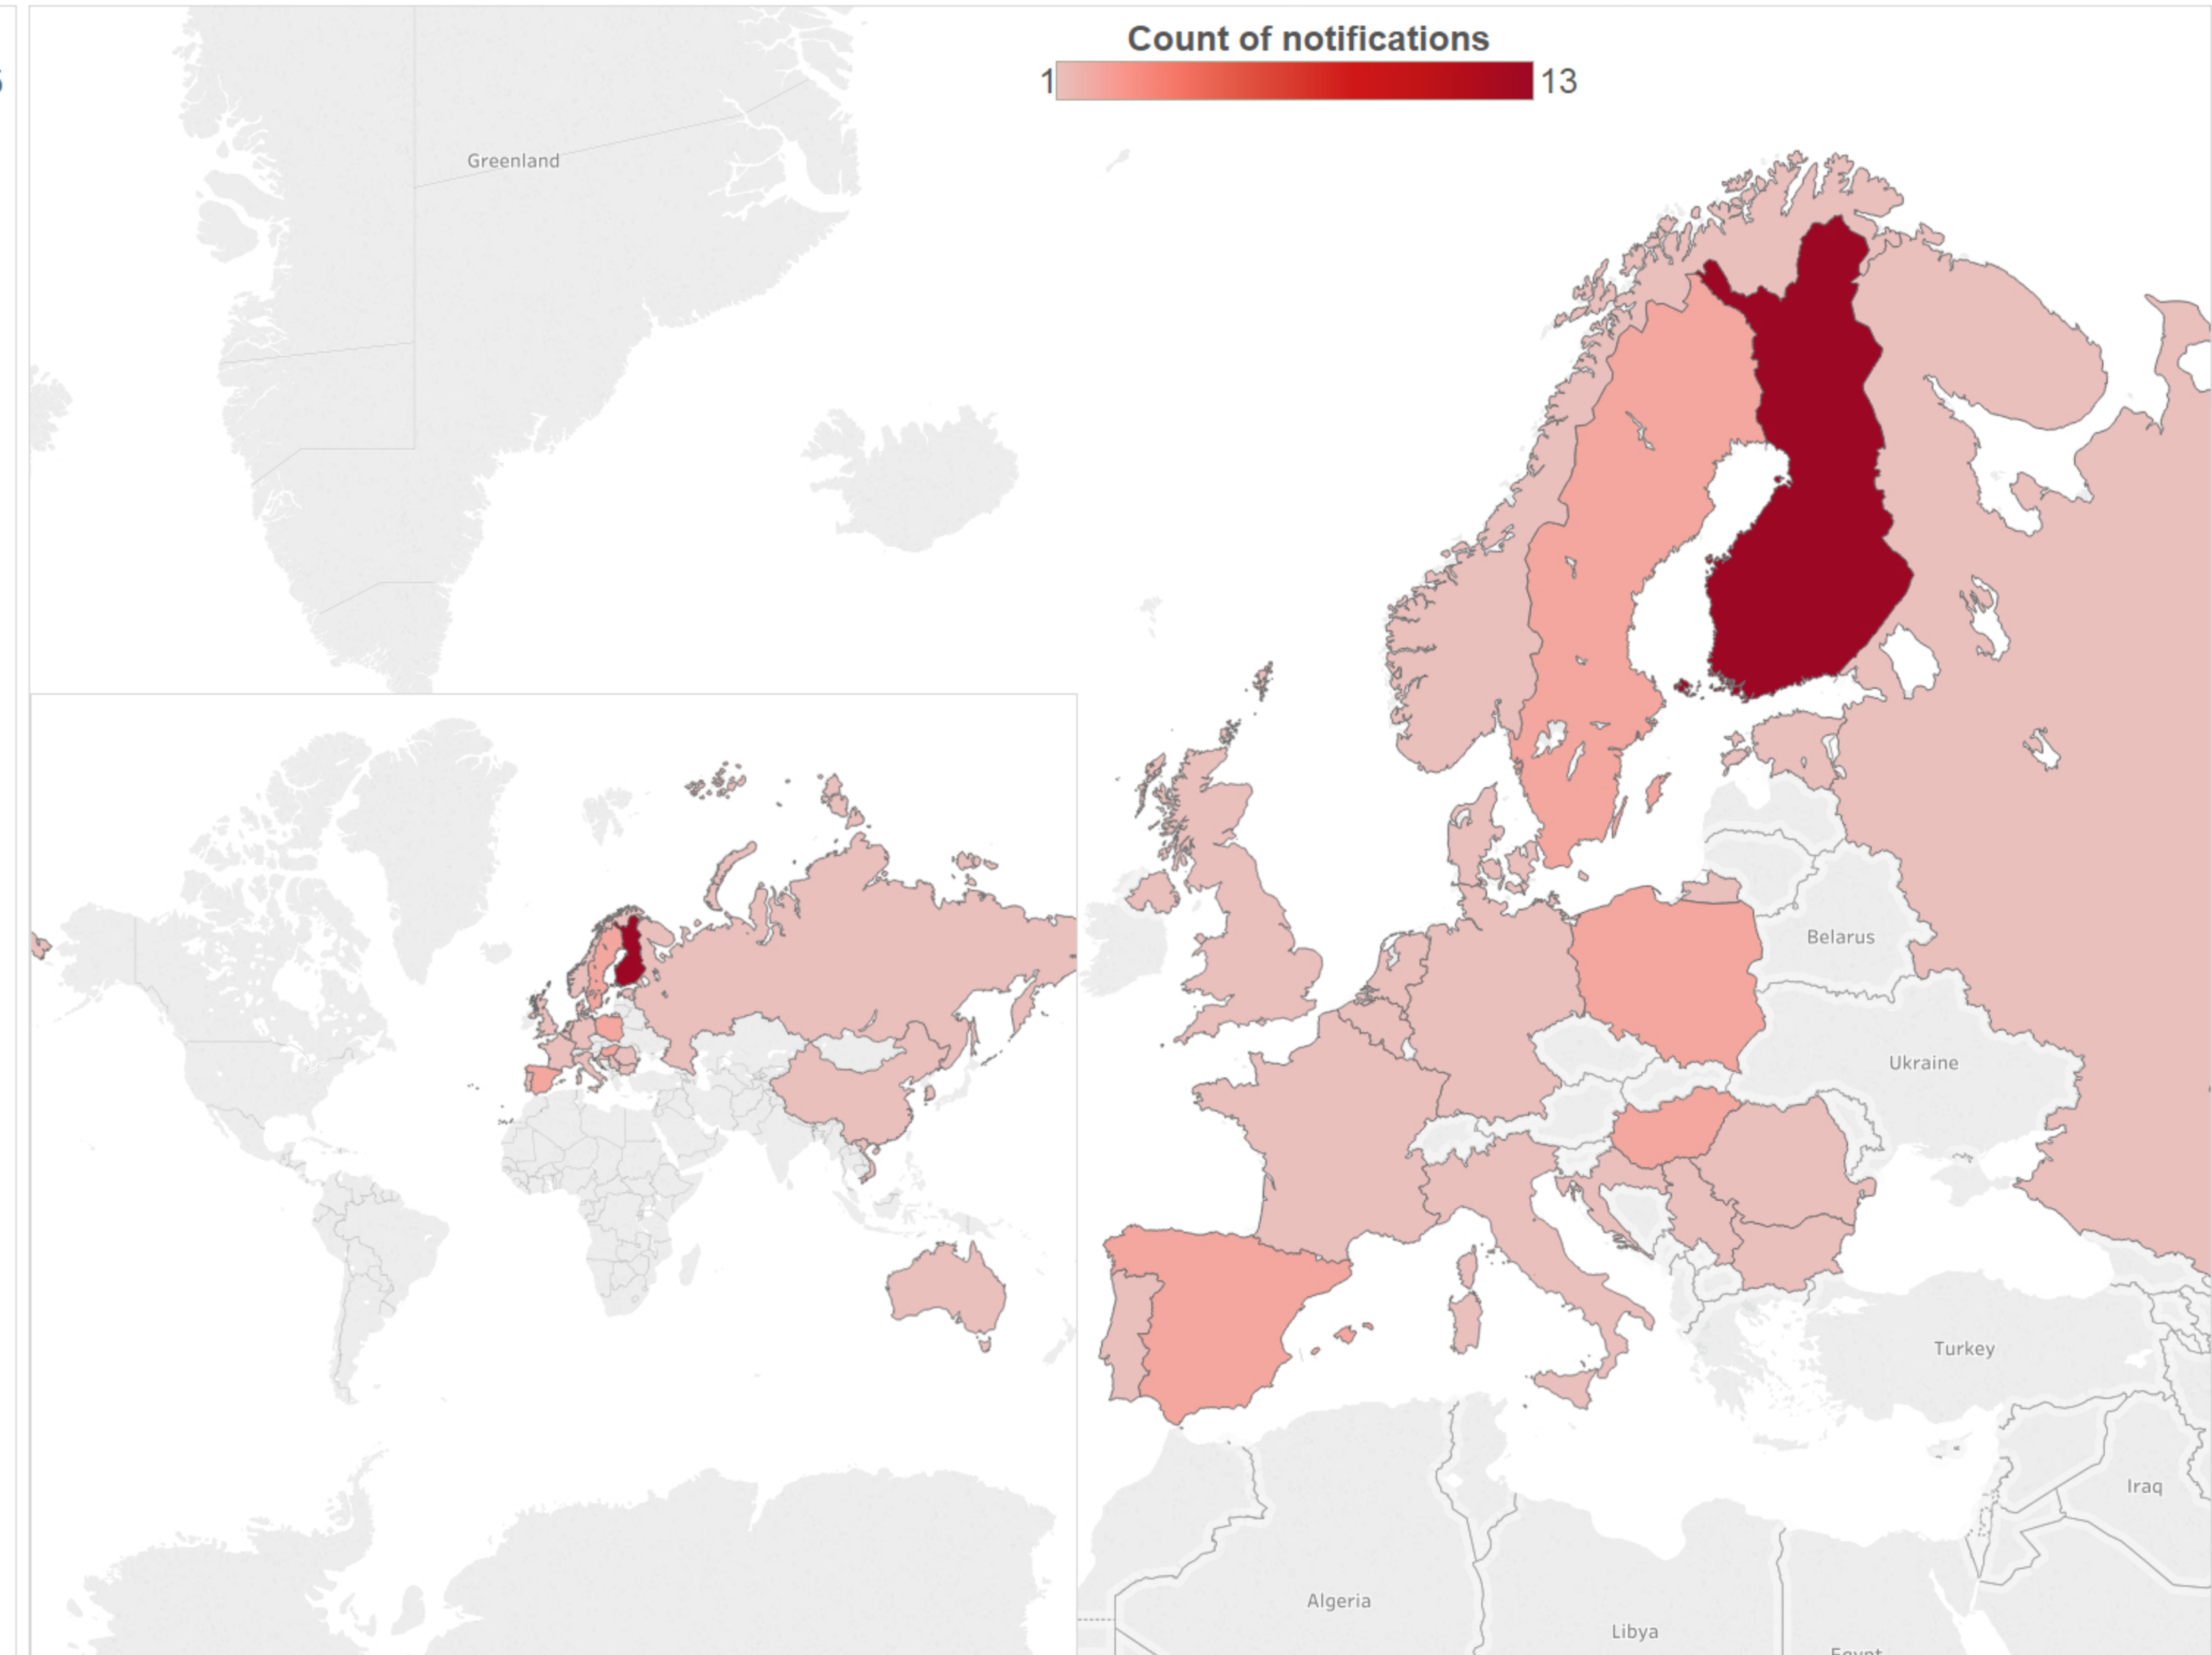 Count of notifications
1 13
Greenland
Belarus
Ukraine
Turkey
Iraq
Algeria
Libya